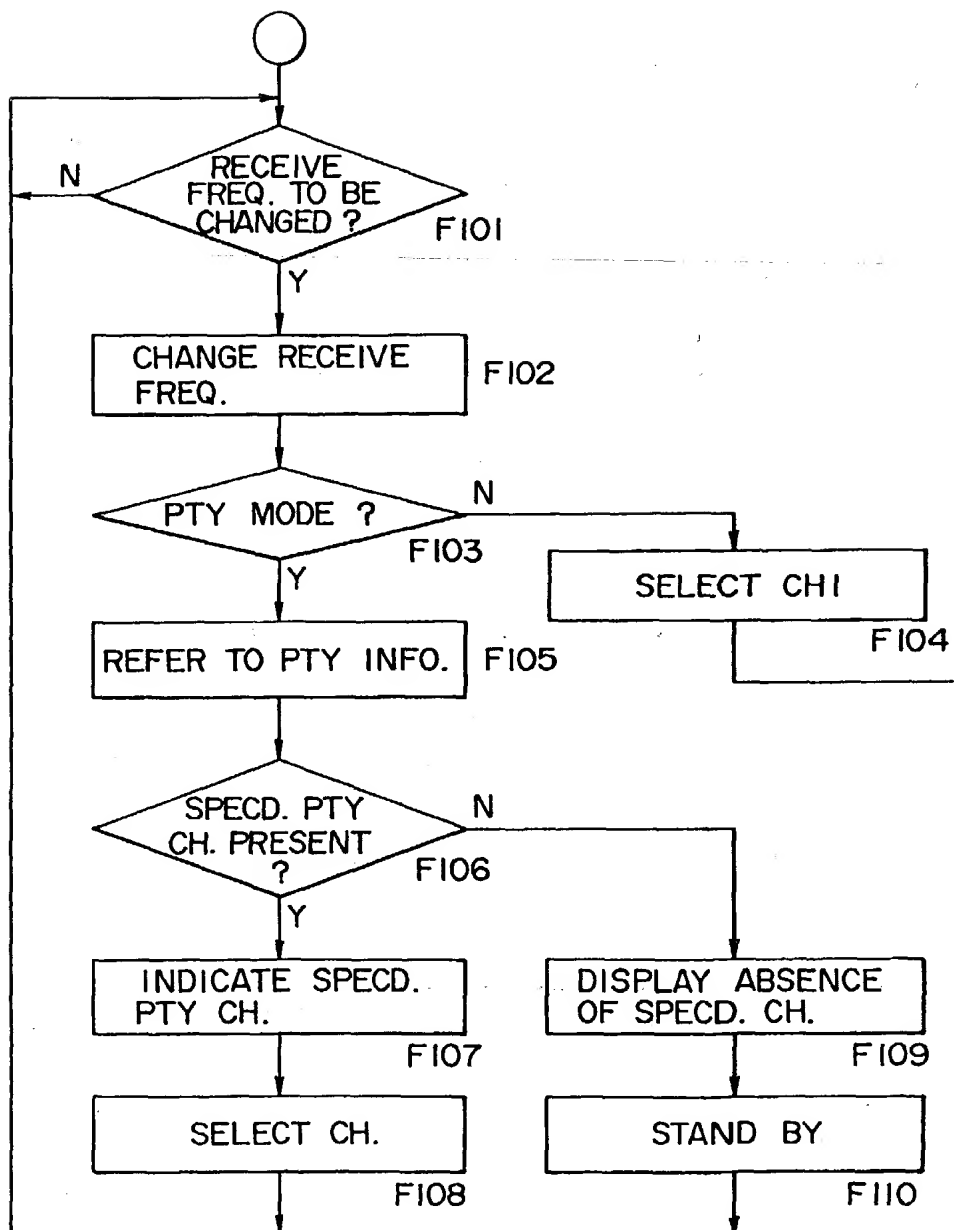 RECEIVE
FREQ. TO BE
CHANGED ?
N
F101
Y
CHANGE RECEIVE
FREQ.
F102
PTY MODE ?
N
F103
Y
SELECT CH1
F104
REFER TO PTY INFO.
F105
SPECD. PTY
CH. PRESENT
?
N
F106
Y
INDICATE SPECD.
PTY CH.
F107
DISPLAY ABSENCE
OF SPECD. CH.
F109
SELECT CH.
F108
STAND BY
F110